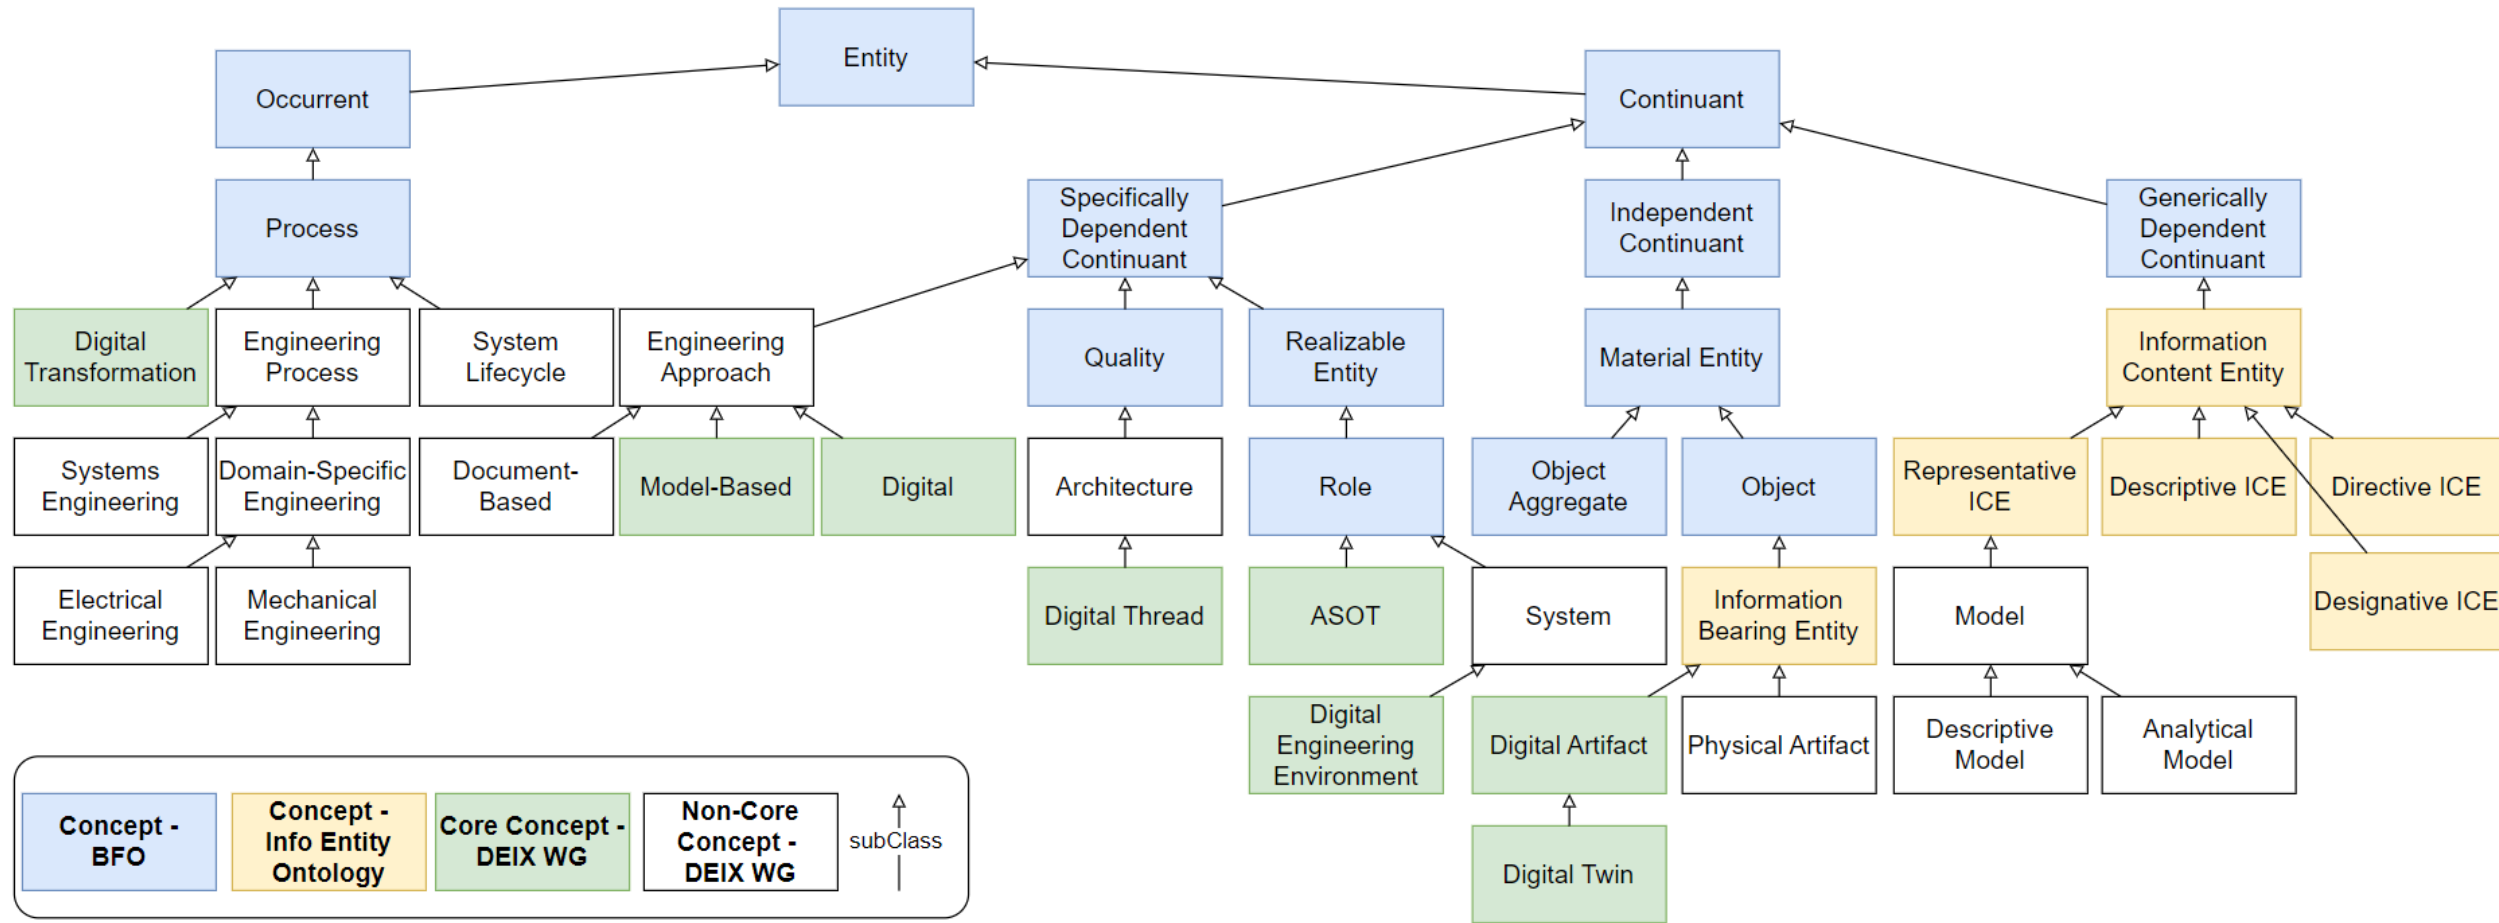 Entity
Occurrent
Continuant
Process
Specifically
Dependent
Continuant
Independent
Continuant
Generically
Dependent
Continuant
Digital
Transformation
Engineering
Process
System
Lifecycle
Engineering
Approach
Quality
Realizable
Entity
Material Entity
Information
Content Entity
Systems
Engineering
Domain-Specific
Engineering
Document-
Based
Model-Based
Digital
Architecture
Role
Object
Aggregate
Object
Representative
ICE
Descriptive ICE
Directive ICE
Electrical
Engineering
Mechanical
Engineering
Digital Thread
ASOT
System
Information
Bearing Entity
Model
Designative ICE
Digital
Engineering
Environment
Digital Artifact
Physical Artifact
Descriptive
Model
Analytical
Model
Digital Twin
Concept -
BFO
Concept -
Info Entity
Ontology
Core Concept -
DEIX WG
Non-Core
Concept -
DEIX WG
subClass